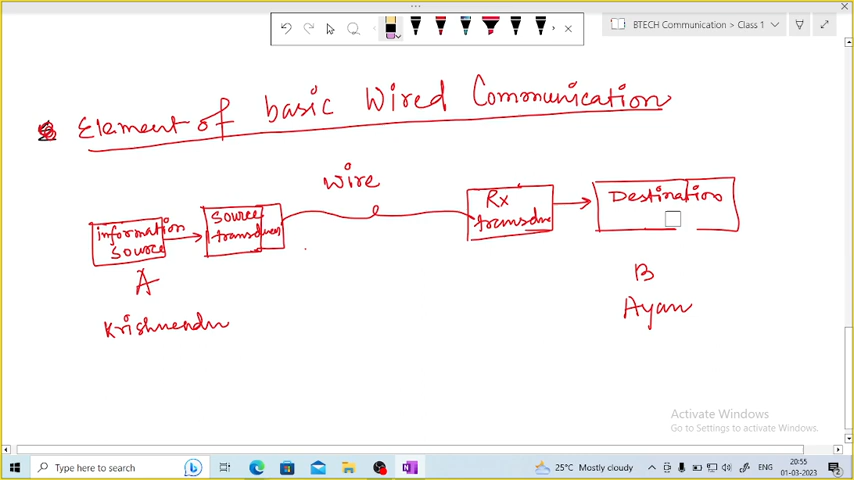 BTECH Communication > Class 1
Element of basic Wired Communication
Wire
information
Source
Source
transducer
Rx
transducer
Destination
A
Krishnendu
B
Ayan
Activate Windows
Go to Settings to activate Windows.
Type here to search
25°C Mostly cloudy
ENG
20:55
01-03-2023
2